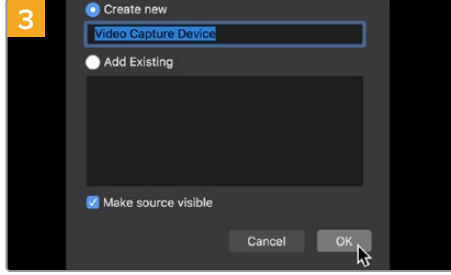 3
Create new
Video Capture Device
Add Existing
Make source visible
Cancel OK